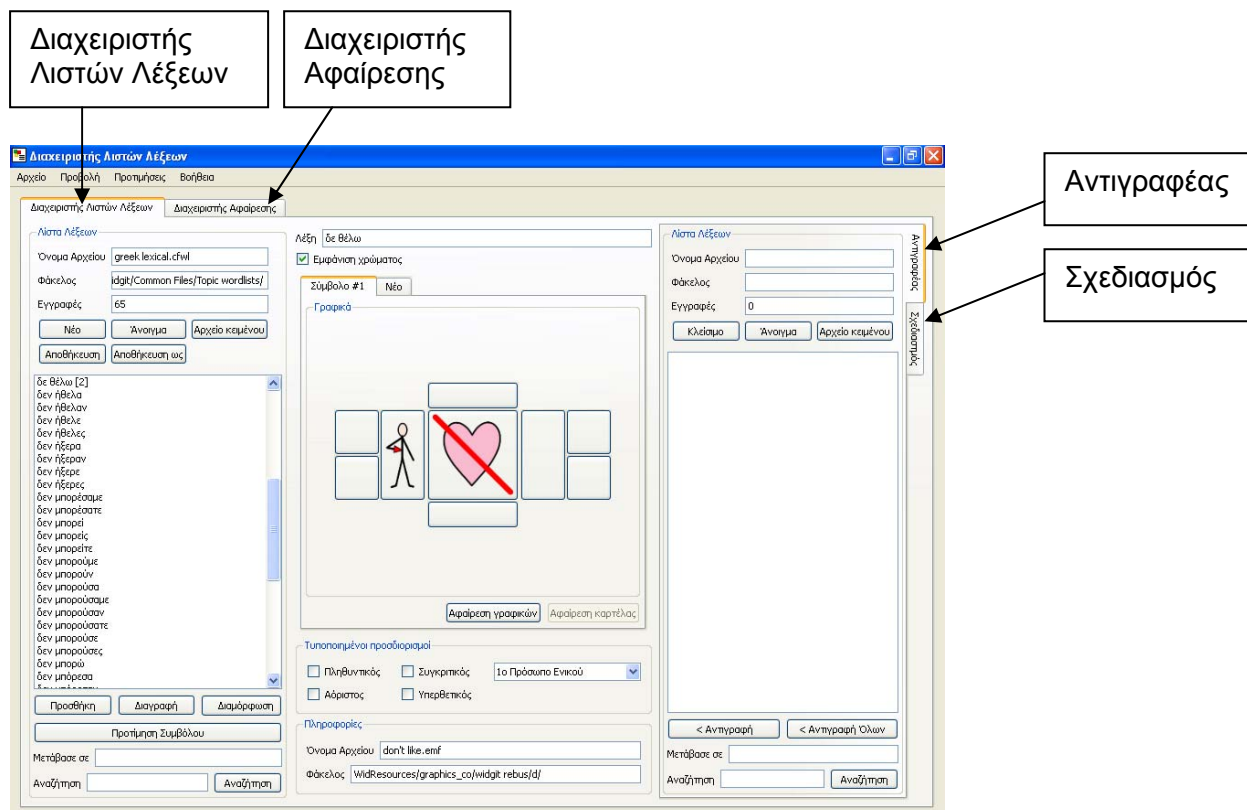 Διαχειριστής
Λιστών Λέξεων
Διαχειριστής
Αφαίρεσης
Αντιγραφέας
Σχεδιασμός
Διαχειριστής Λιστών Λέξεων
Αρχείο Προβολή Προτιμήσεις Βοήθεια
Διαχειριστής Λιστών Λέξεων Διαχειριστής Αφαίρεσης
Λίστα Λέξεων
Όνομα Αρχείου greek lexical.cfwl
Φάκελος idgit/Common Files/Topic wordlists/
Εγγραφές 65
Νέο Άνοιγμα Αρχείο κειμένου
Αποθήκευση Αποθήκευση ως
δε θέλω [2]
δεν ήθελα
δεν ήθελαν
δεν ήθελε
δεν ήθελες
δεν ήξερα
δεν ήξεραν
δεν ήξερε
δεν ήξερες
δεν μπορέσαμε
δεν μπορέσατε
δεν μπορεί
δεν μπορείς
δεν μπορείτε
δεν μπορούμε
δεν μπορούν
δεν μπορούσα
δεν μπορούσαμε
δεν μπορούσαν
δεν μπορούσατε
δεν μπορούσε
δεν μπορούσες
δεν μπορώ
δεν μπόρεσα
Προσθήκη Διαγραφή Διαμόρφωση
Προτίμηση Συμβόλου
Μετάβασε σε
Αναζήτηση Αναζήτηση
Λέξη δε θέλω
Εμφάνιση χρώματος
Σύμβολο #1 Νέο
Γραφικά
Αφαίρεση γραφικών Αφαίρεση καρτέλας
Τυποποιημένοι προσδιορισμοί
Πληθυντικός Συγκριτικός 1ο Πρόσωπο Ενικού
Αόριστος Υπερθετικός
Πληροφορίες
Όνομα Αρχείου don't like.emf
Φάκελος WidResources/graphics_co/widgit rebus/d/
Λίστα Λέξεων
Όνομα Αρχείου
Φάκελος
Εγγραφές 0
Κλείσιμο Άνοιγμα Αρχείο κειμένου
< Αντιγραφή < Αντιγραφή Όλων
Μετάβασε σε
Αναζήτηση Αναζήτηση
Αντιγραφέας
Σχεδιασμός